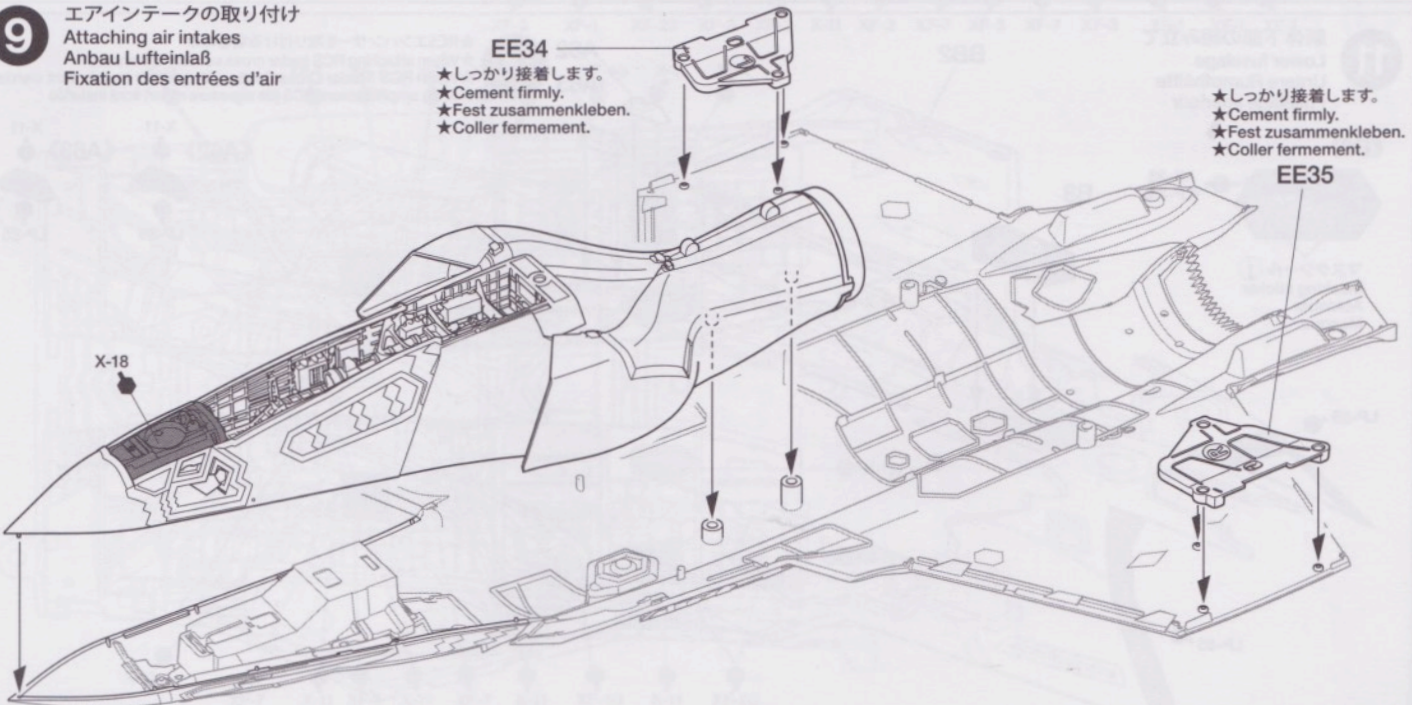 9
エアインテークの取り付け
Attaching air intakes
Anbau Lufteinlaß
Fixation des entrées d'air
EE34
★しっかり接着します。
★Cement firmly.
★Fest zusammenkleben.
★Coller fermement.
★しっかり接着します。
★Cement firmly.
★Fest zusammenkleben.
★Coller fermement.
EE35
X-18